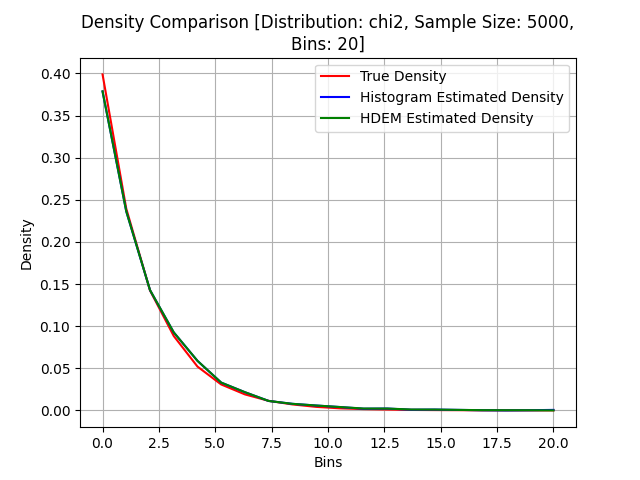 Density Comparison [Distribution: chi2, Sample Size: 5000,
Bins: 20]
True Density
Histogram Estimated Density
HDEM Estimated Density
Density
0.40
0.35
0.30
0.25
0.20
0.15
0.10
0.05
0.00
0.0 2.5 5.0 7.5 10.0 12.5 15.0 17.5 20.0
Bins